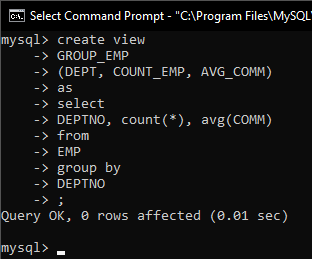 Select Command Prompt - "C:\Program Files\MySQL\
mysql> create view
-> GROUP_EMP
-> (DEPT, COUNT_EMP, AVG_COMM)
-> as
-> select
-> DEPTNO, count(*), avg(COMM)
-> from
-> EMP
-> group by
-> DEPTNO
-> ;
Query OK, 0 rows affected (0.01 sec)
mysql>